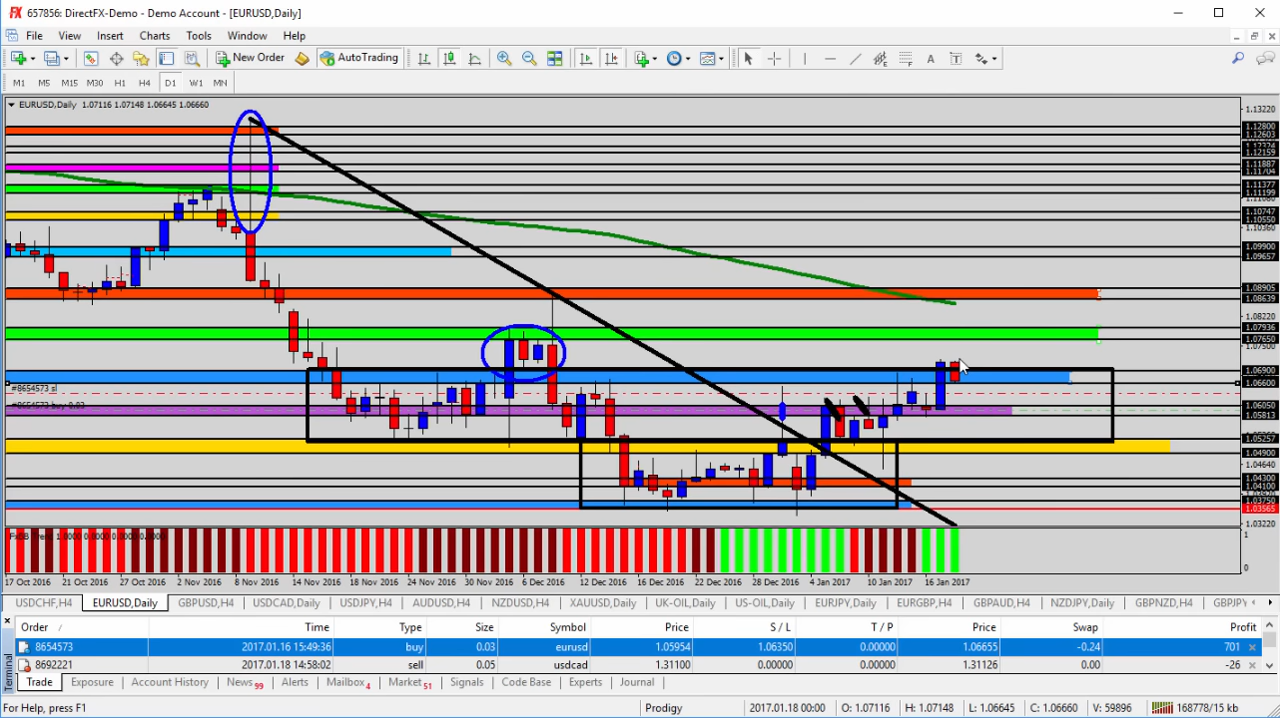 657856: DirectFX-Demo - Demo Account - [EURUSD,Daily]
File View Insert Charts Tools Window Help
New Order AutoTrading
M1 M5 M15 M30 H1 H4 D1 W1 MN
EURUSD,Daily 1.07116 1.07148 1.06645 1.06660
1.13220
1.12800
1.12603
1.12159
1.11887
1.11704
1.11377
1.11199
1.10747
1.10550
1.10360
1.09900
1.09657
1.08905
1.08639
1.08220
1.07936
1.07650
1.06900
#8654573 sl
1.06600
#8654573 buy 0.03
1.06050
1.05813
1.05257
1.04900
1.04640
1.04300
1.04100
1.03750
1.03565
1.03220
1
0
17 Oct 2016 21 Oct 2016 27 Oct 2016 2 Nov 2016 8 Nov 2016 14 Nov 2016 18 Nov 2016 24 Nov 2016 30 Nov 2016 6 Dec 2016 12 Dec 2016 16 Dec 2016 22 Dec 2016 28 Dec 2016 4 Jan 2017 10 Jan 2017 16 Jan 2017
USDCHF,H4 EURUSD,Daily GBPUSD,H4 USDCAD,Daily USDJPY,H4 AUDUSD,H4 NZDUSD,H4 XAUUSD,Daily UK-OIL,Daily US-OIL,Daily EURJPY,Daily EURGBP,H4 GBPAUD,H4 NZDJPY,Daily GBPNZD,H4 GBPJPY
Order / Time Type Size Symbol Price S / L T / P Price Swap Profit
8654573 2017.01.16 15:49:36 buy 0.03 eurusd 1.05954 1.06350 0.00000 1.06655 -0.24 701
8692221 2017.01.18 14:58:02 sell 0.05 usdcad 1.31100 0.00000 0.00000 1.31126 0.00 -26
Terminal
Trade Exposure Account History News 99 Alerts Mailbox 4 Market 51 Signals Code Base Experts Journal
For Help, press F1 Prodigy 2017.01.18 00:00 O: 1.07116 H: 1.07148 L: 1.06645 C: 1.06660 V: 59896 168778/15 kb